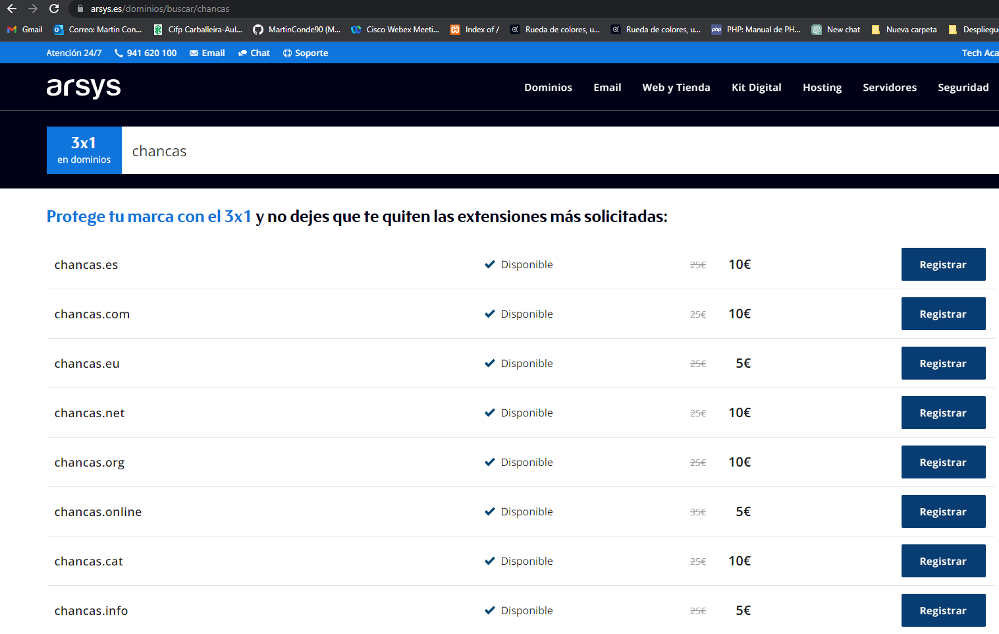 arsys.es/dominios/buscar/chancas
Gmail Correo: Martin Con... Cifp Carballeira-Aul... MartinConde90 (M... Cisco Webex Meeti... Index of / Rueda de colores, u... Rueda de colores, u... php PHP: Manual de PH... New chat Nueva carpeta Despliegue
Atención 24/7 941 620 100 Email Chat Soporte Tech Aca
arsys Dominios Email Web y Tienda Kit Digital Hosting Servidores Seguridad
3x1
en dominios
chancas
Protege tu marca con el 3x1 y no dejes que te quiten las extensiones más solicitadas:
chancas.es Disponible 25€ 10€ Registrar
chancas.com Disponible 25€ 10€ Registrar
chancas.eu Disponible 25€ 5€ Registrar
chancas.net Disponible 25€ 10€ Registrar
chancas.org Disponible 25€ 10€ Registrar
chancas.online Disponible 35€ 5€ Registrar
chancas.cat Disponible 25€ 10€ Registrar
chancas.info Disponible 25€ 5€ Registrar